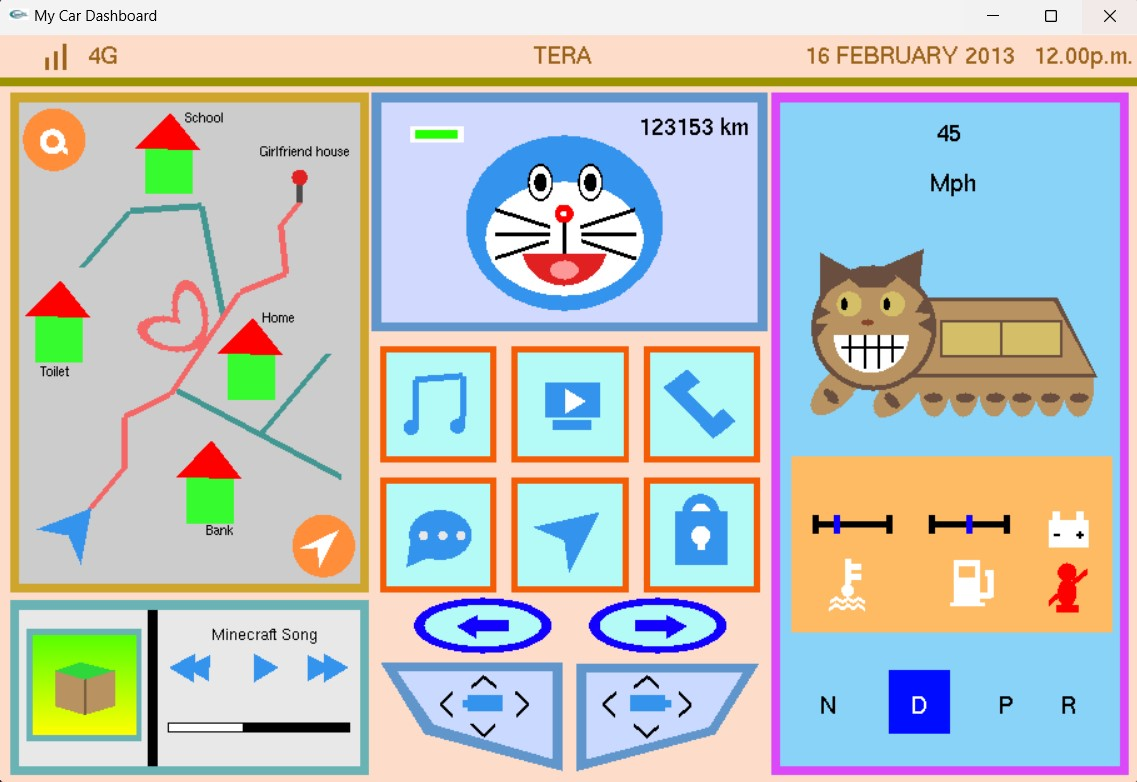 My Car Dashboard
4G
TERA
16 FEBRUARY 2013 12.00p.m.
School
Girlfriend house
Home
Toilet
Bank
Minecraft Song
123153 km
45
Mph
N D P R